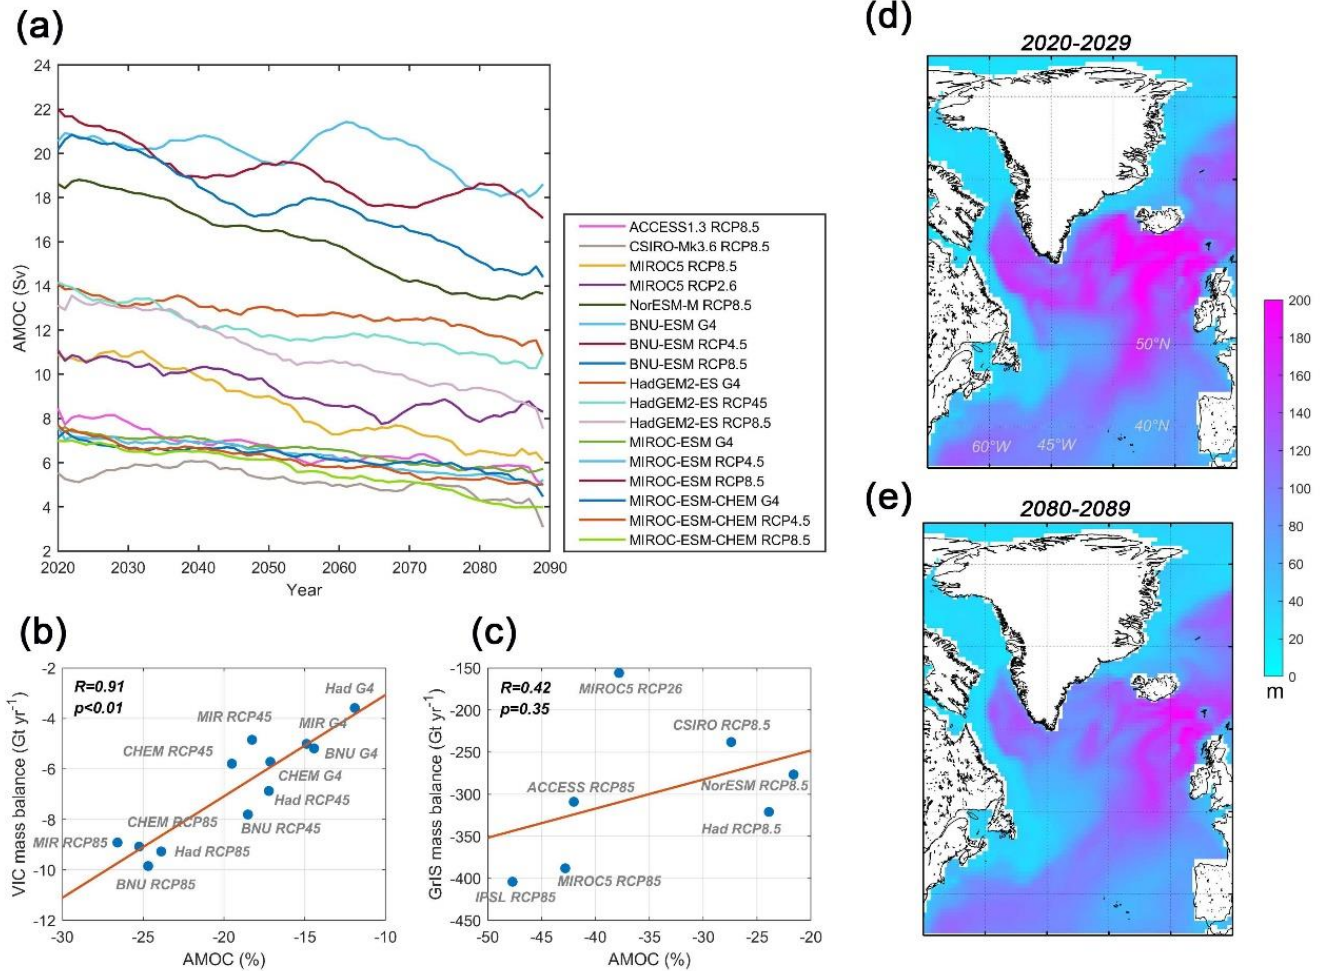 (a)
24
22
20
18
16
14
12
10
8
6
4
2
AMOC (Sv)
2020 2030 2040 2050 2060 2070 2080 2090
Year
ACCESS1.3 RCP8.5
CSIRO-Mk3.6 RCP8.5
MIROC5 RCP8.5
MIROC5 RCP2.6
NorESM-M RCP8.5
BNU-ESM G4
BNU-ESM RCP4.5
BNU-ESM RCP8.5
HadGEM2-ES G4
HadGEM2-ES RCP45
HadGEM2-ES RCP8.5
MIROC-ESM G4
MIROC-ESM RCP4.5
MIROC-ESM RCP8.5
MIROC-ESM-CHEM G4
MIROC-ESM-CHEM RCP4.5
MIROC-ESM-CHEM RCP8.5
(b)
-2
-4
-6
-8
-10
-12
VIC mass balance (Gt yr-1)
R=0.91
p<0.01
Had G4
MIR RCP45
MIR G4
CHEM RCP45
BNU G4
CHEM G4
Had RCP45
CHEM RCP85
BNU RCP45
MIR RCP85
Had RCP85
BNU RCP85
-30 -25 -20 -15 -10
AMOC (%)
(c)
-150
-200
-250
-300
-350
-400
-450
GrIS mass balance (Gt yr-1)
R=0.42
p=0.35
MIROC5 RCP26
CSIRO RCP8.5
ACCESS RCP85
NorESM RCP8.5
Had RCP8.5
MIROC5 RCP85
IPSL RCP85
-50 -45 -40 -35 -30 -25 -20
AMOC (%)
(d)
2020-2029
50°N
40°N
60°W 45°W
(e)
2080-2089
200
180
160
140
120
100
80
60
40
20
0
m